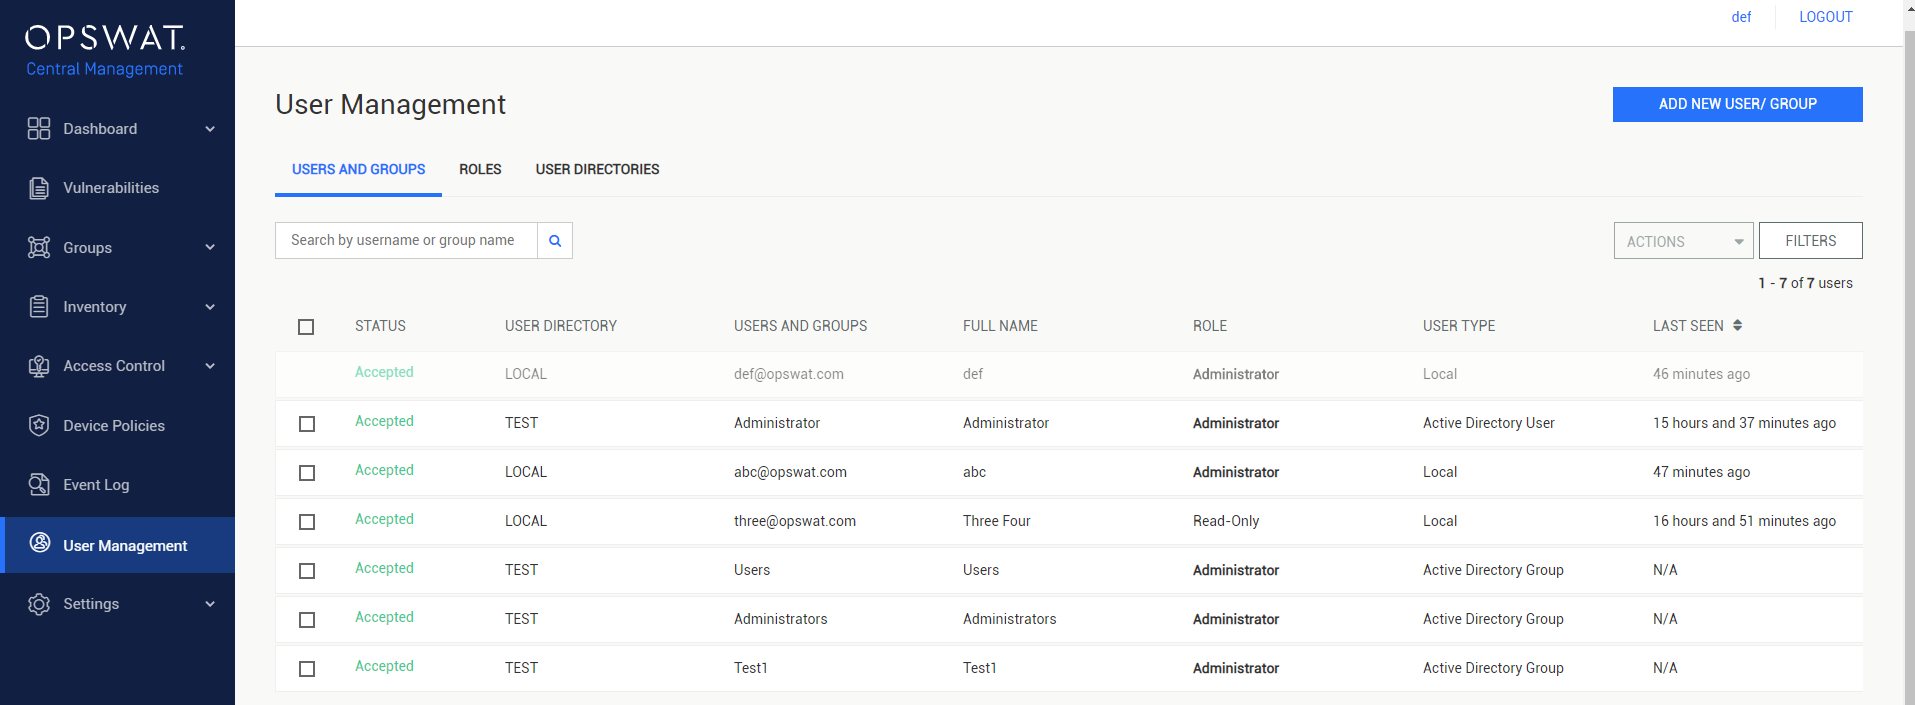 OPSWAT.
Central Management
Dashboard
Vulnerabilities
Groups
Inventory
Access Control
Device Policies
Event Log
User Management
Settings
def LOGOUT
User Management ADD NEW USER/ GROUP
USERS AND GROUPS ROLES USER DIRECTORIES
Search by username or group name ACTIONS FILTERS
1 - 7 of 7 users
STATUS USER DIRECTORY USERS AND GROUPS FULL NAME ROLE USER TYPE LAST SEEN
Accepted LOCAL def@opswat.com def Administrator Local 46 minutes ago
Accepted TEST Administrator Administrator Administrator Active Directory User 15 hours and 37 minutes ago
Accepted LOCAL abc@opswat.com abc Administrator Local 47 minutes ago
Accepted LOCAL three@opswat.com Three Four Read-Only Local 16 hours and 51 minutes ago
Accepted TEST Users Users Administrator Active Directory Group N/A
Accepted TEST Administrators Administrators Administrator Active Directory Group N/A
Accepted TEST Test1 Test1 Administrator Active Directory Group N/A